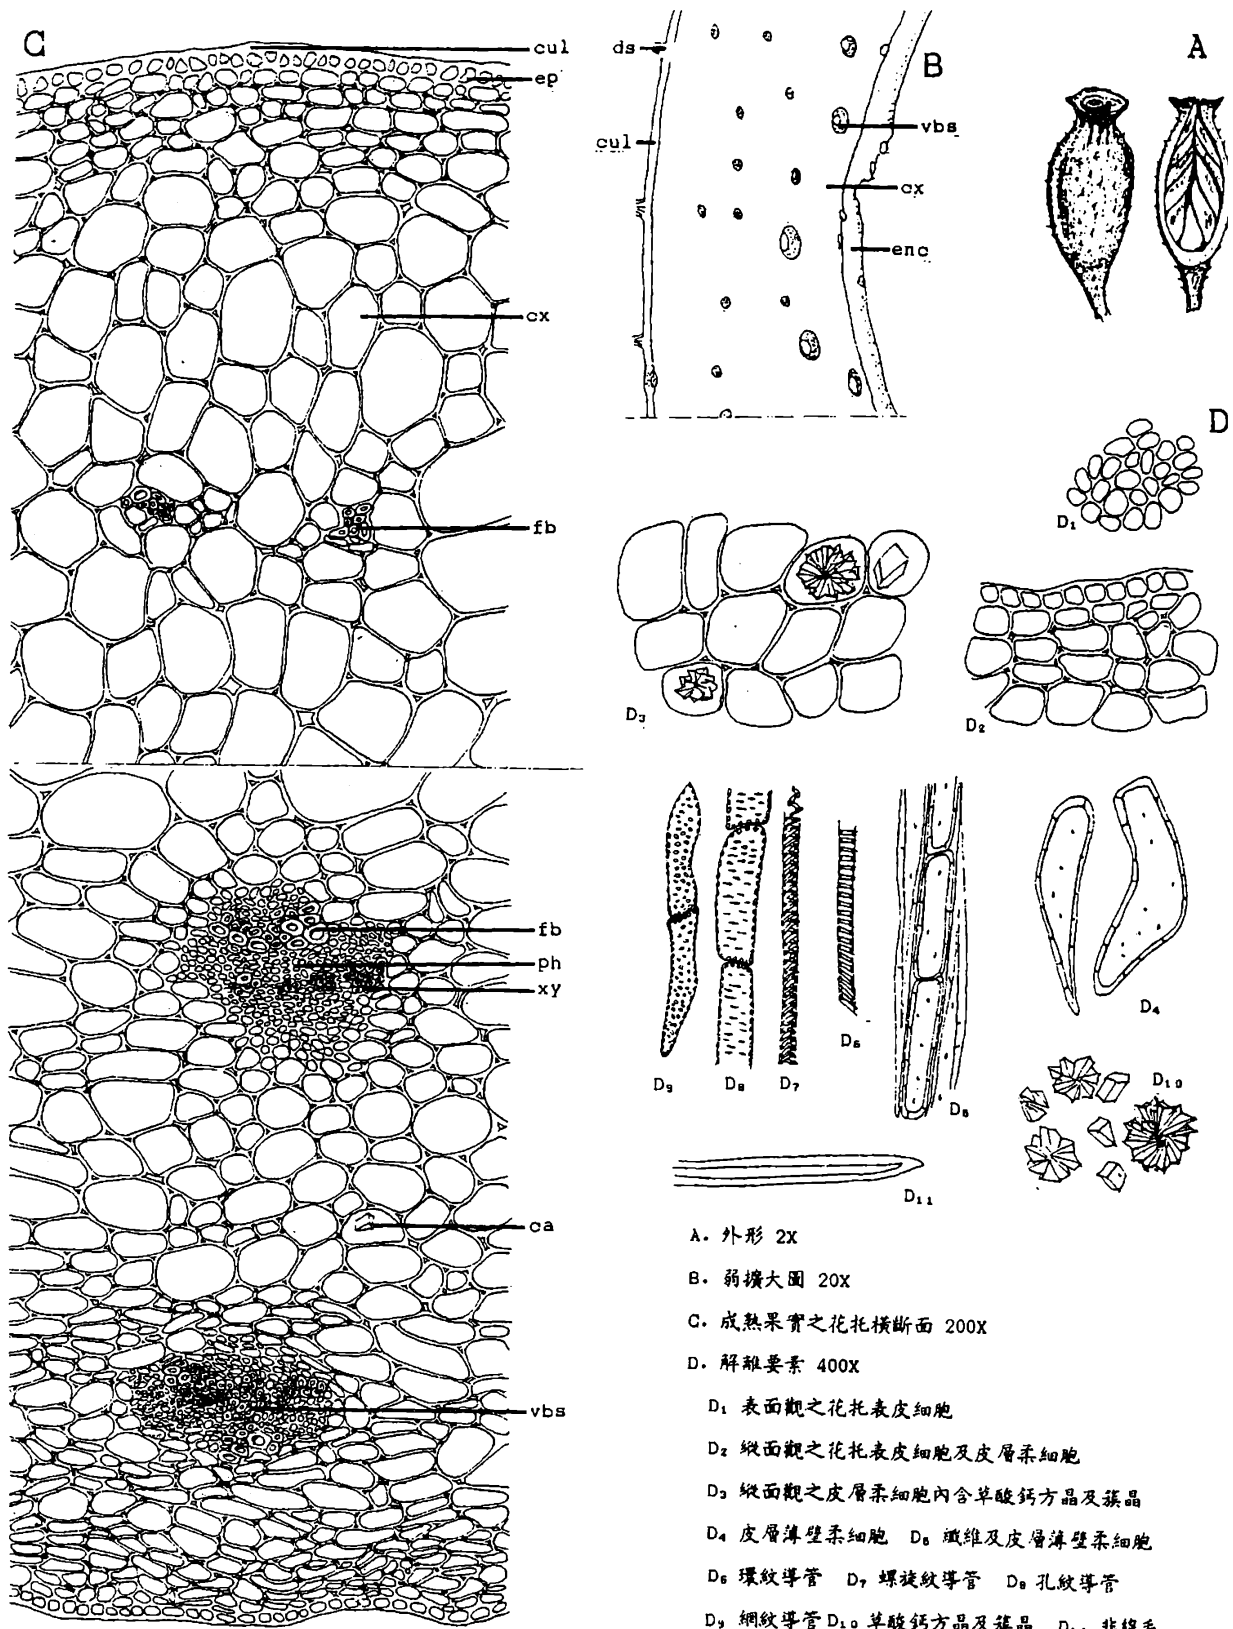 C
cul
ep
cx
fb
fb
ph
xy
ca
vbs
B
ds
cul
vbs
cx
enc
A
D
D₁
D₃
D₂
D₉
D₈
D₇
D₆
D₅
D₄
D₁₀
D₁₁
A. 外形 2X
B. 弱擴大圖 20X
C. 成熟果實之花托橫斷面 200X
D. 解離要素 400X
D₁ 表面觀之花托表皮細胞
D₂ 縱面觀之花托表皮細胞及皮層柔細胞
D₃ 縱面觀之皮層柔細胞內含草酸鈣方晶及簇晶
D₄ 皮層薄壁柔細胞 D₅ 纖維及皮層薄壁柔細胞
D₆ 環紋導管 D₇ 螺旋紋導管 D₈ 孔紋導管
D₉ 網紋導管 D₁₀ 草酸鈣方晶及簇晶